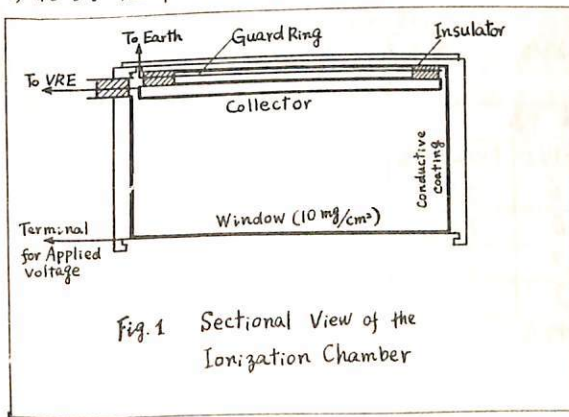 To Earth
Guard Ring
Insulator
To VRE
Collector
Conductive
coating
Window (10 mg/cm²)
Terminal
for Applied
voltage
Fig. 1 Sectional View of the
Ionization Chamber